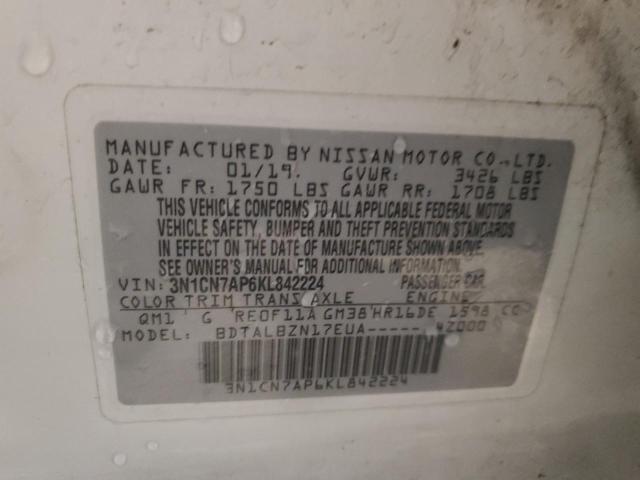 MANUFACTURED BY NISSAN MOTOR CO.,LTD.
DATE: 01/19 GVWR: 3426 LBS
GAWR FR: 1750 LBS GAWR RR: 1708 LBS
THIS VEHICLE CONFORMS TO ALL APPLICABLE FEDERAL MOTOR
VEHICLE SAFETY, BUMPER AND THEFT PREVENTION STANDARDS
IN EFFECT ON THE DATE OF MANUFACTURE SHOWN ABOVE.
SEE OWNER'S MANUAL FOR ADDITIONAL INFORMATION.
VIN: 3N1CN7AP6KL842224 PASSENGER CAR
COLOR TRIM TRANS AXLE ENGINE
QM1 G RE0F11A GM38 HR16DE 1598 CC
BDTALBZN17EUA----- 4Z000
3N1CN7AP6KL842224